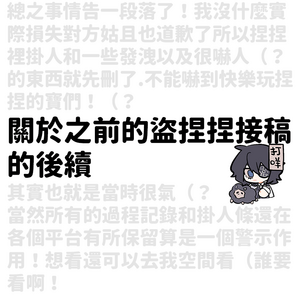 總之事情告一段落了！我沒什麼實
際損失對方姑且也道歉了所以捏捏
裡掛人和一些發洩以及很嚇人（？
的東西就先刪了.不能嚇到快樂玩捏
捏的寶們！（？
關於之前的盜捏捏接稿
的後續
打咩
其實也就是當時很氣（？
當然所有的過程記錄和掛人條還在
各個平台有所保留算是一個警示作
用！想看還可以去我空間看（誰要
看啊！